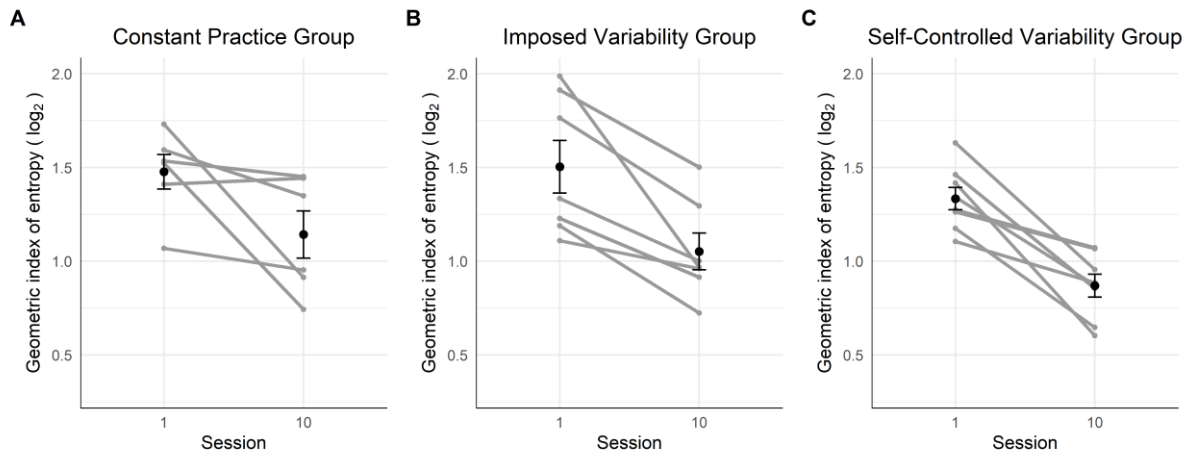 A
Constant Practice Group
Geometric index of entropy ( log₂ )
2.0
1.5
1.0
0.5
1 10
Session
B
Imposed Variability Group
Geometric index of entropy ( log₂ )
2.0
1.5
1.0
0.5
1 10
Session
C
Self-Controlled Variability Group
Geometric index of entropy ( log₂ )
2.0
1.5
1.0
0.5
1 10
Session